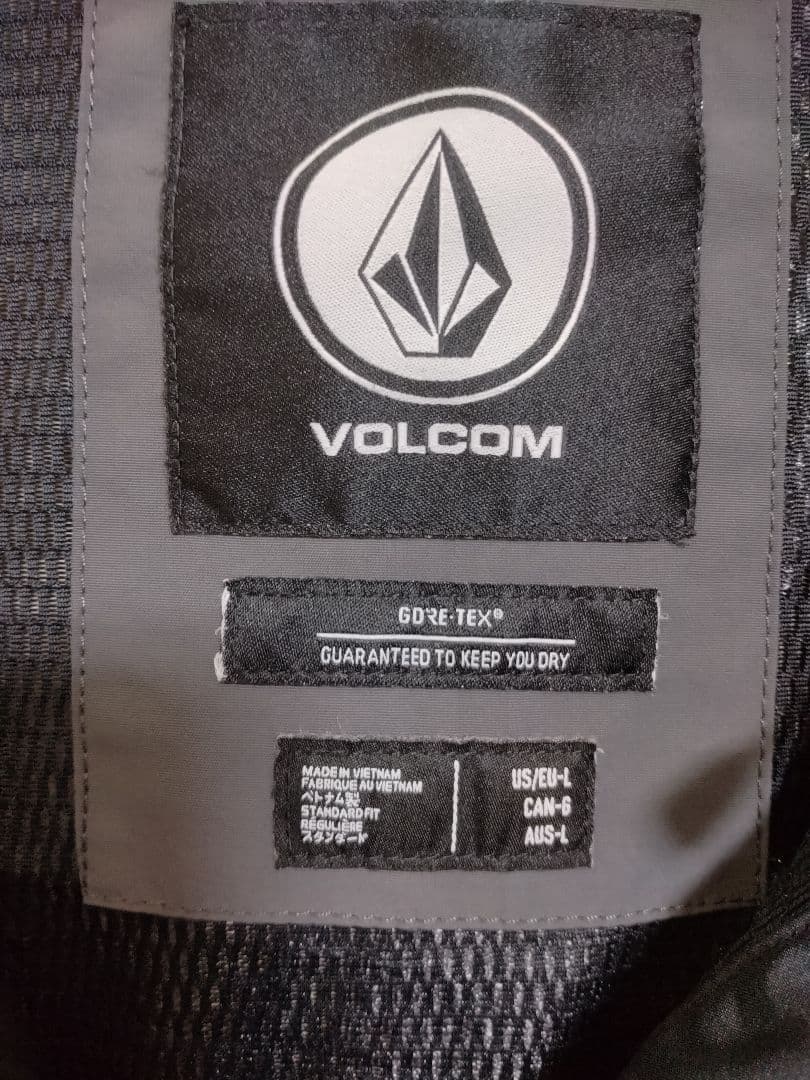 VOLCOM
GORE-TEX®
GUARANTEED TO KEEP YOU DRY
MADE IN VIETNAM
FABRIQUE AU VIETNAM
ベトナム製
STANDARD FIT
RÉGULIÈRE
スタンダード
US/EU-L
CAN-G
AUS-L